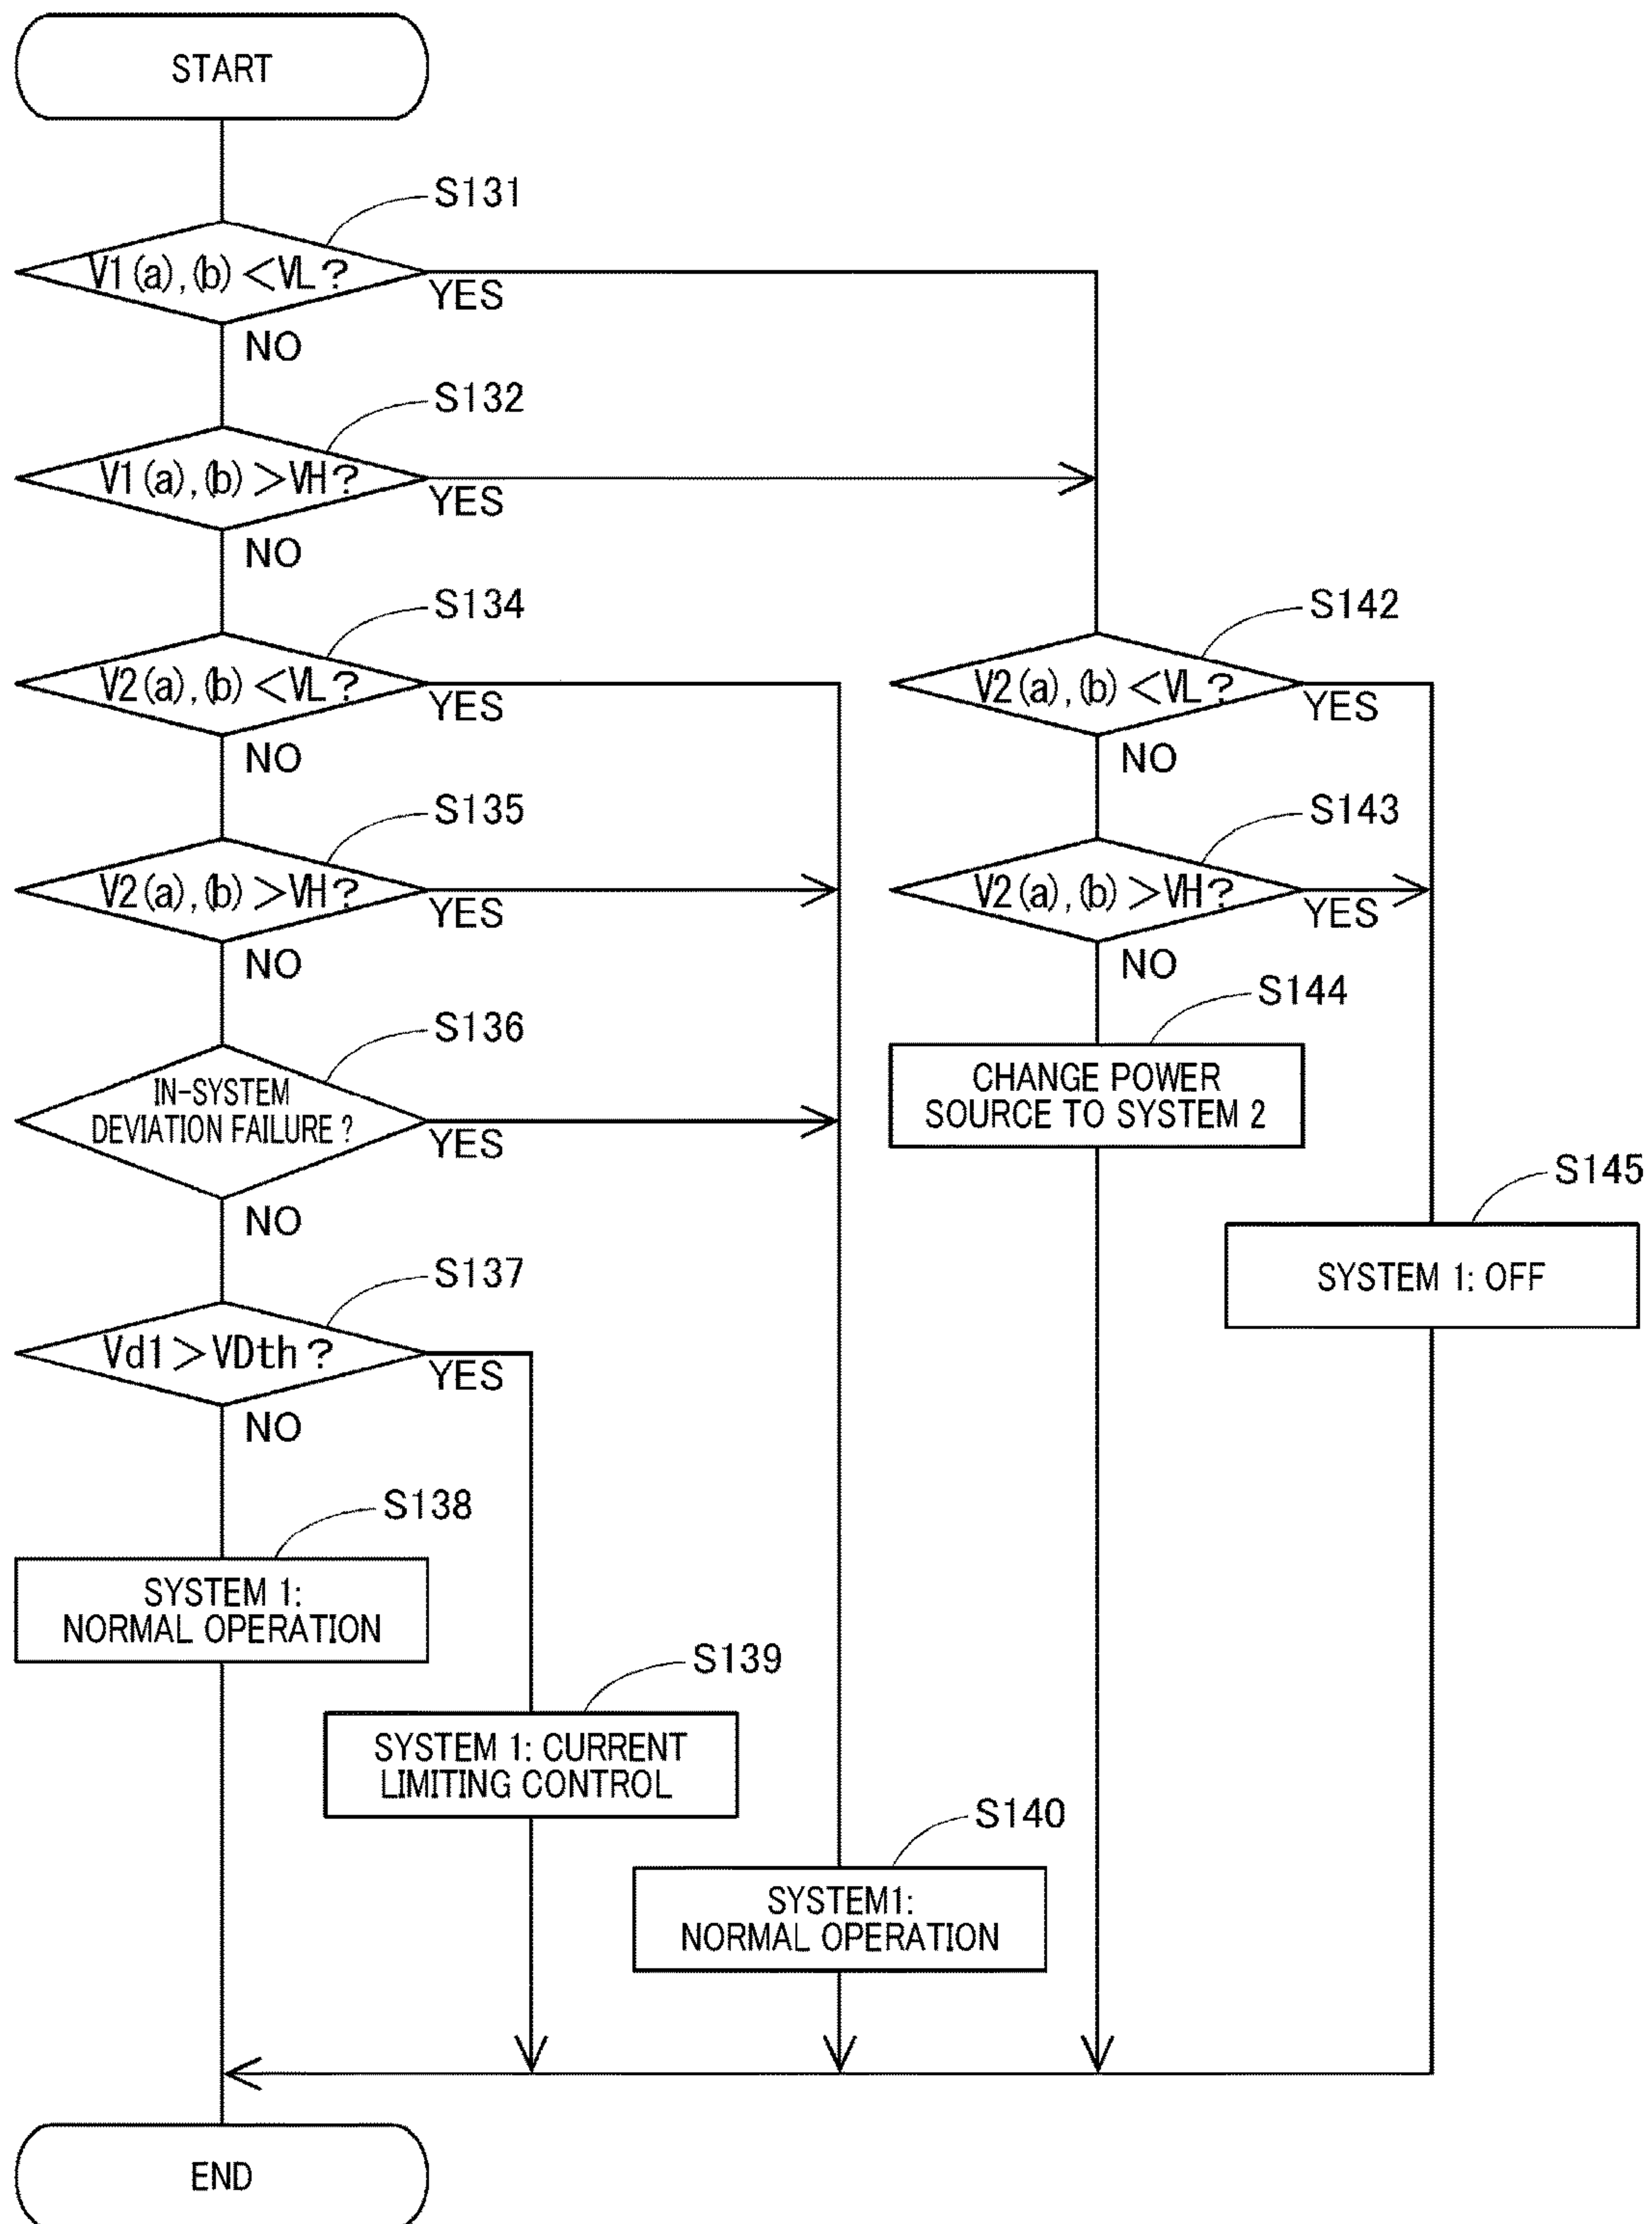 START
S131
V1(a),(b)<VL?
YES
NO
S132
V1(a),(b)>VH?
YES
NO
S134
V2(a),(b)<VL?
YES
NO
S142
V2(a),(b)<VL?
YES
NO
S135
V2(a),(b)>VH?
YES
NO
S143
V2(a),(b)>VH?
YES
NO
S136
IN-SYSTEM
DEVIATION FAILURE?
YES
NO
S144
CHANGE POWER
SOURCE TO SYSTEM 2
S145
SYSTEM 1: OFF
S137
Vd1>VDth?
YES
NO
S138
SYSTEM 1:
NORMAL OPERATION
S139
SYSTEM 1: CURRENT
LIMITING CONTROL
S140
SYSTEM1:
NORMAL OPERATION
END